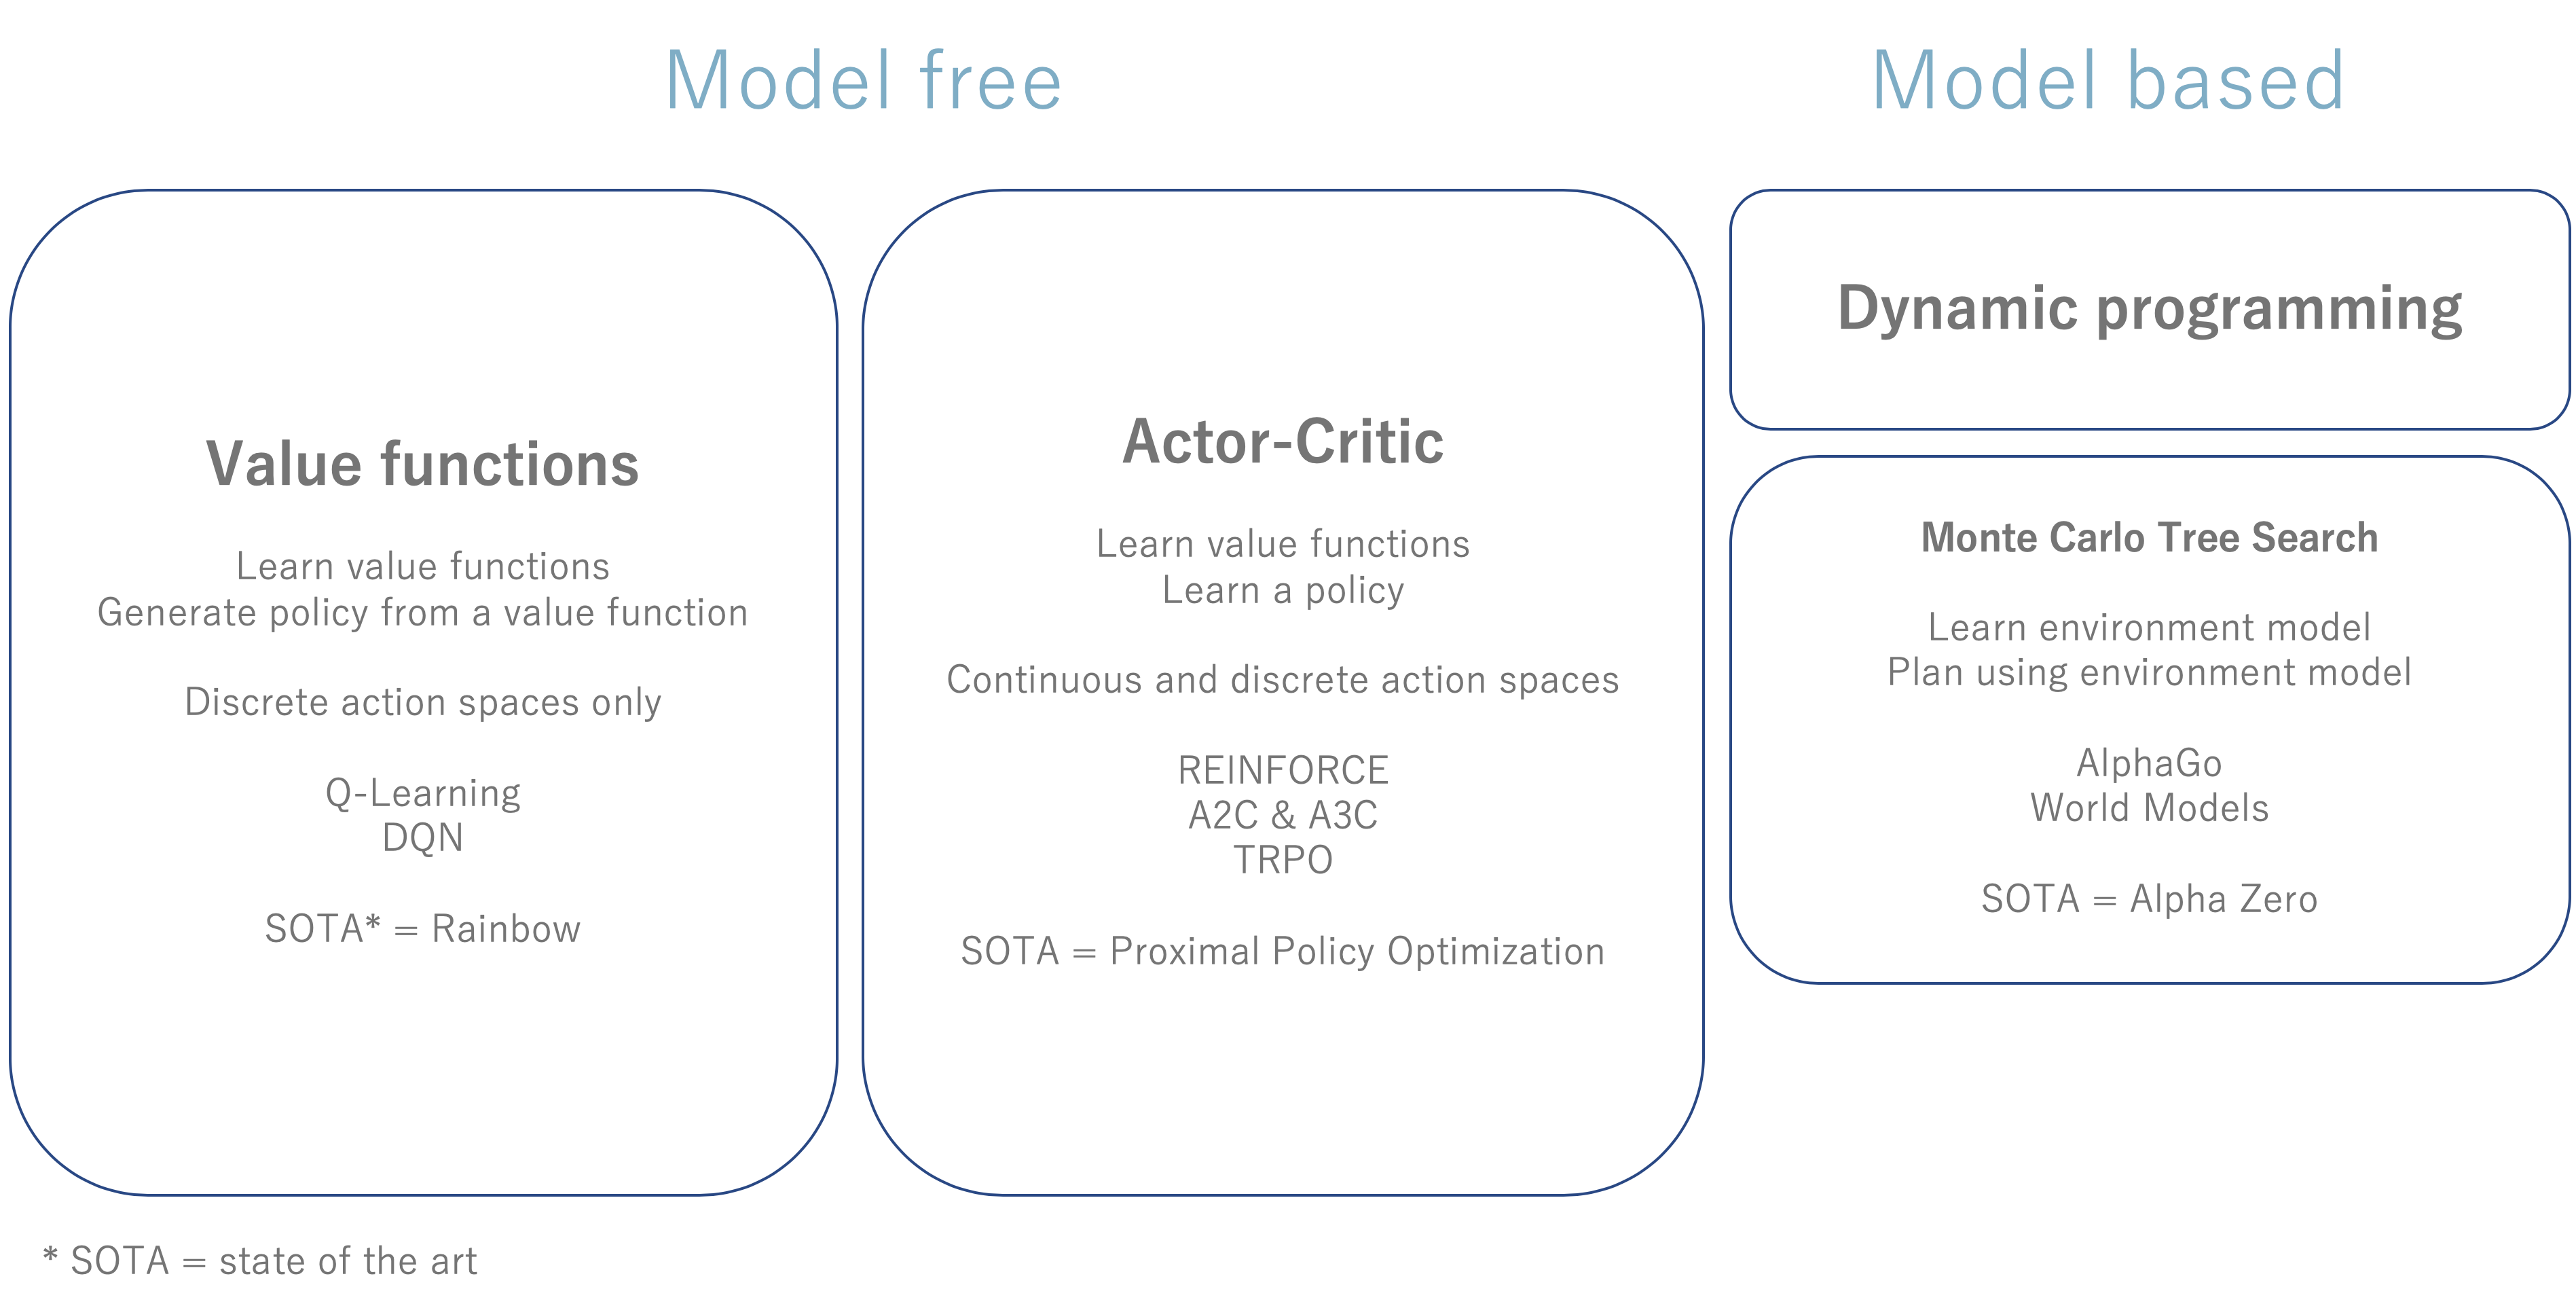 Model free
Model based
Value functions
Learn value functions
Generate policy from a value function
Discrete action spaces only
Q-Learning
DQN
SOTA* = Rainbow
Actor-Critic
Learn value functions
Learn a policy
Continuous and discrete action spaces
REINFORCE
A2C & A3C
TRPO
SOTA = Proximal Policy Optimization
Dynamic programming
Monte Carlo Tree Search
Learn environment model
Plan using environment model
AlphaGo
World Models
SOTA = Alpha Zero
* SOTA = state of the art